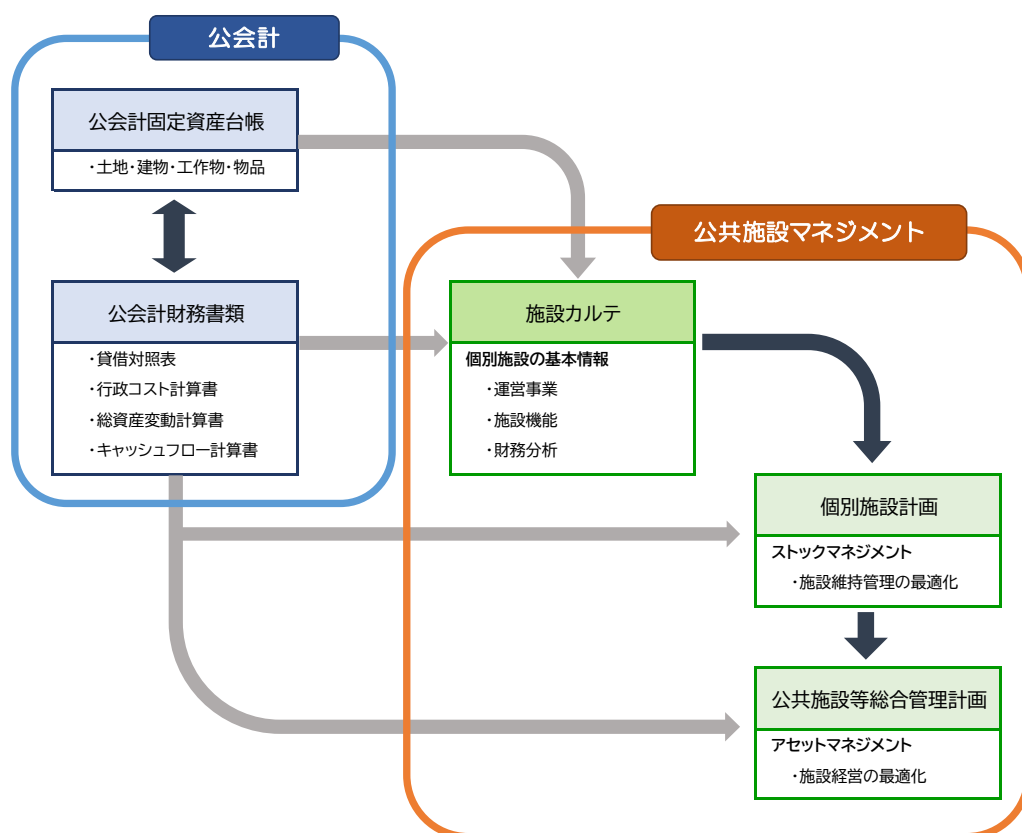 公会計
公会計固定資産台帳
・土地・建物・工作物・物品
公会計財務書類
・貸借対照表
・行政コスト計算書
・総資産変動計算書
・キャッシュフロー計算書
公共施設マネジメント
施設カルテ
個別施設の基本情報
・運営事業
・施設機能
・財務分析
個別施設計画
ストックマネジメント
・施設維持管理の最適化
公共施設等総合管理計画
アセットマネジメント
・施設経営の最適化